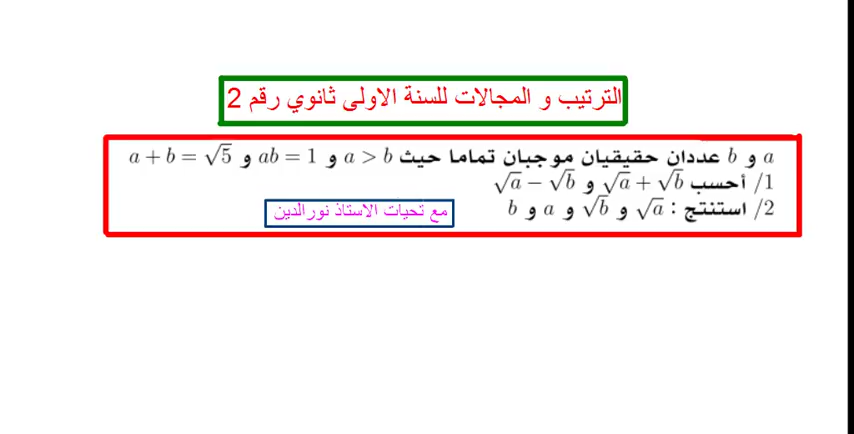 الترتيب و المجالات للسنة الاولى ثانوي رقم 2
a و b عددان حقيقيان موجبان تماما حيث a > b و ab = 1 و a + b = √5
1/ أحسب √a + √b و √a − √b
2/ استنتج : √a و √b و a و b
مع تحيات الاستاذ نورالدين